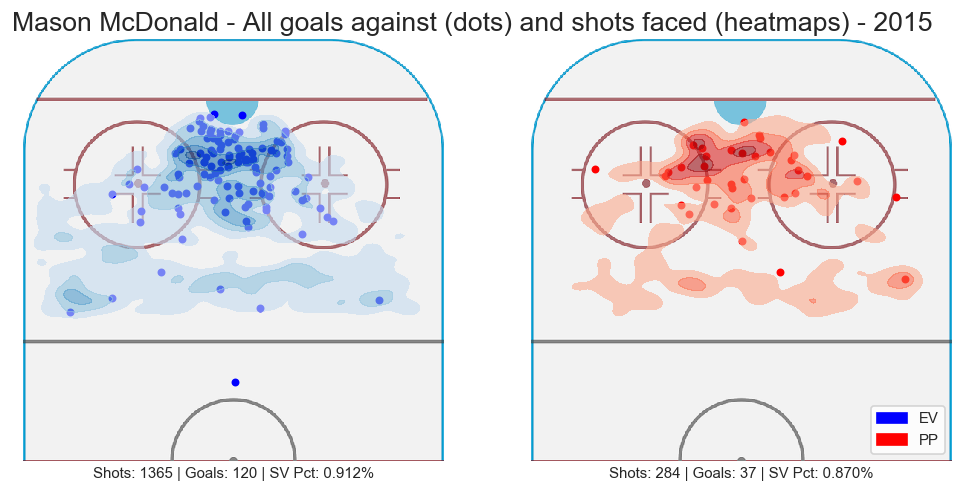 Mason McDonald - All goals against (dots) and shots faced (heatmaps) - 2015
EV
PP
Shots: 1365 | Goals: 120 | SV Pct: 0.912%
Shots: 284 | Goals: 37 | SV Pct: 0.870%